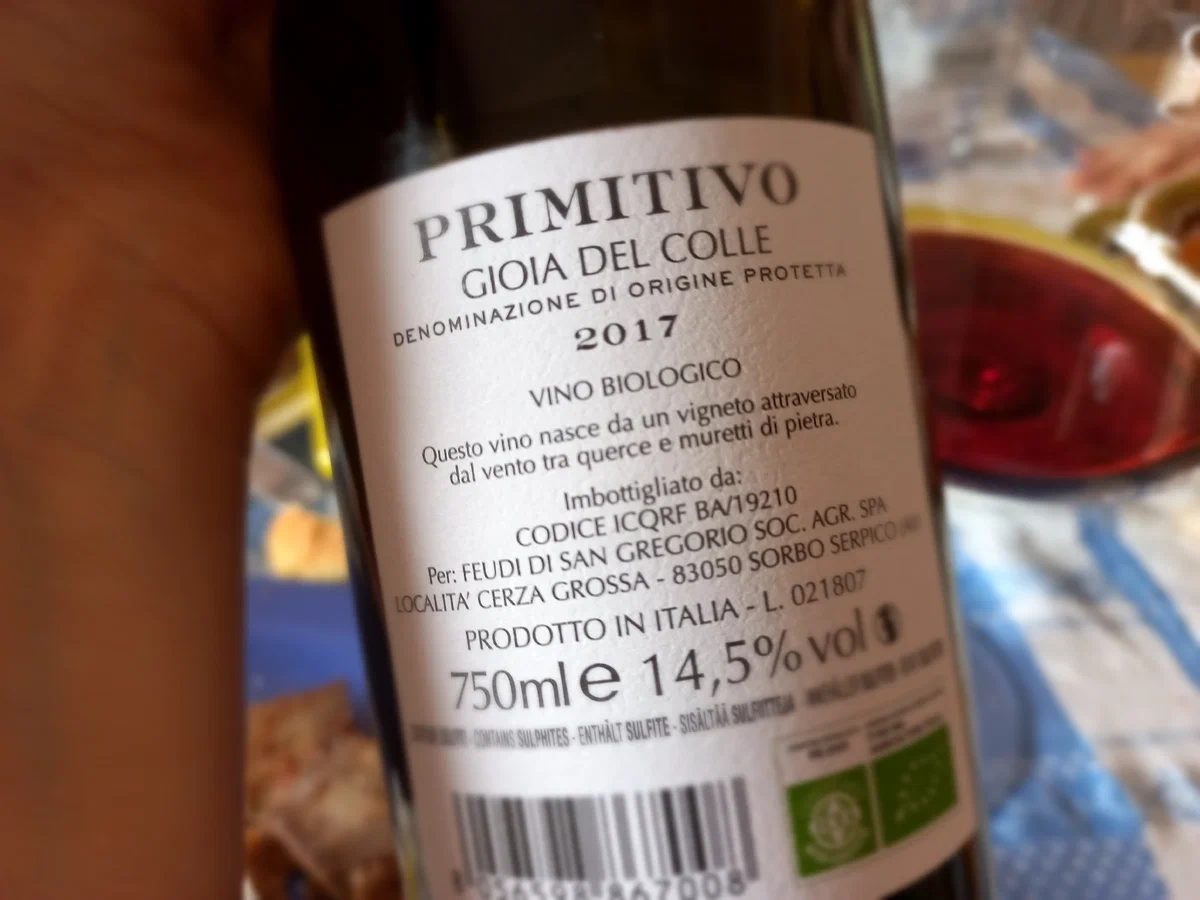 PRIMITIVO
GIOIA DEL COLLE
DENOMINAZIONE DI ORIGINE PROTETTA
2017
VINO BIOLOGICO
Questo vino nasce da un vigneto attraversato
dal vento tra querce e muretti di pietra.
Imbottigliato da:
CODICE ICQRF BA/19210
Per: FEUDI DI SAN GREGORIO SOC. AGR. SPA
LOCALITA' CERZA GROSSA - 83050 SORBO SERPICO
PRODOTTO IN ITALIA - L. 021807
750ml e 14,5% vol
CONTAINS SULPHITES - ENTHÄLT SULFITE - SISÄLTÄÄ